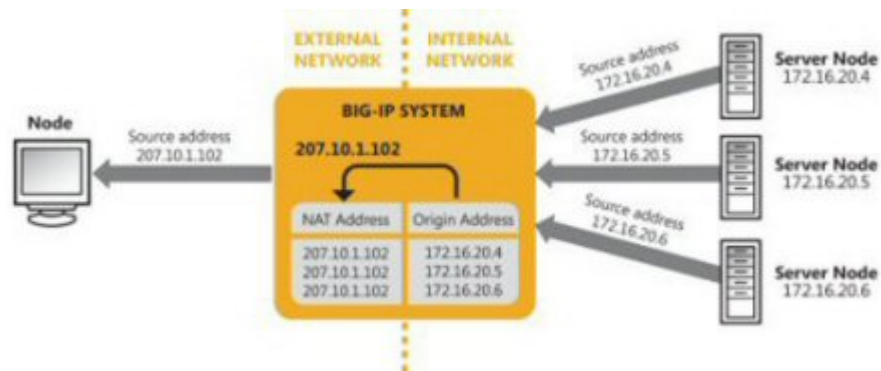 EXTERNAL
NETWORK
INTERNAL
NETWORK
BIG-IP SYSTEM
207.10.1.102
NAT Address
Origin Address
207.10.1.102
172.16.20.4
207.10.1.102
172.16.20.5
207.10.1.102
172.16.20.6
Node
Source address
207.10.1.102
Source address
172.16.20.4
Source address
172.16.20.5
Source address
172.16.20.6
Server Node
172.16.20.4
Server Node
172.16.20.5
Server Node
172.16.20.6